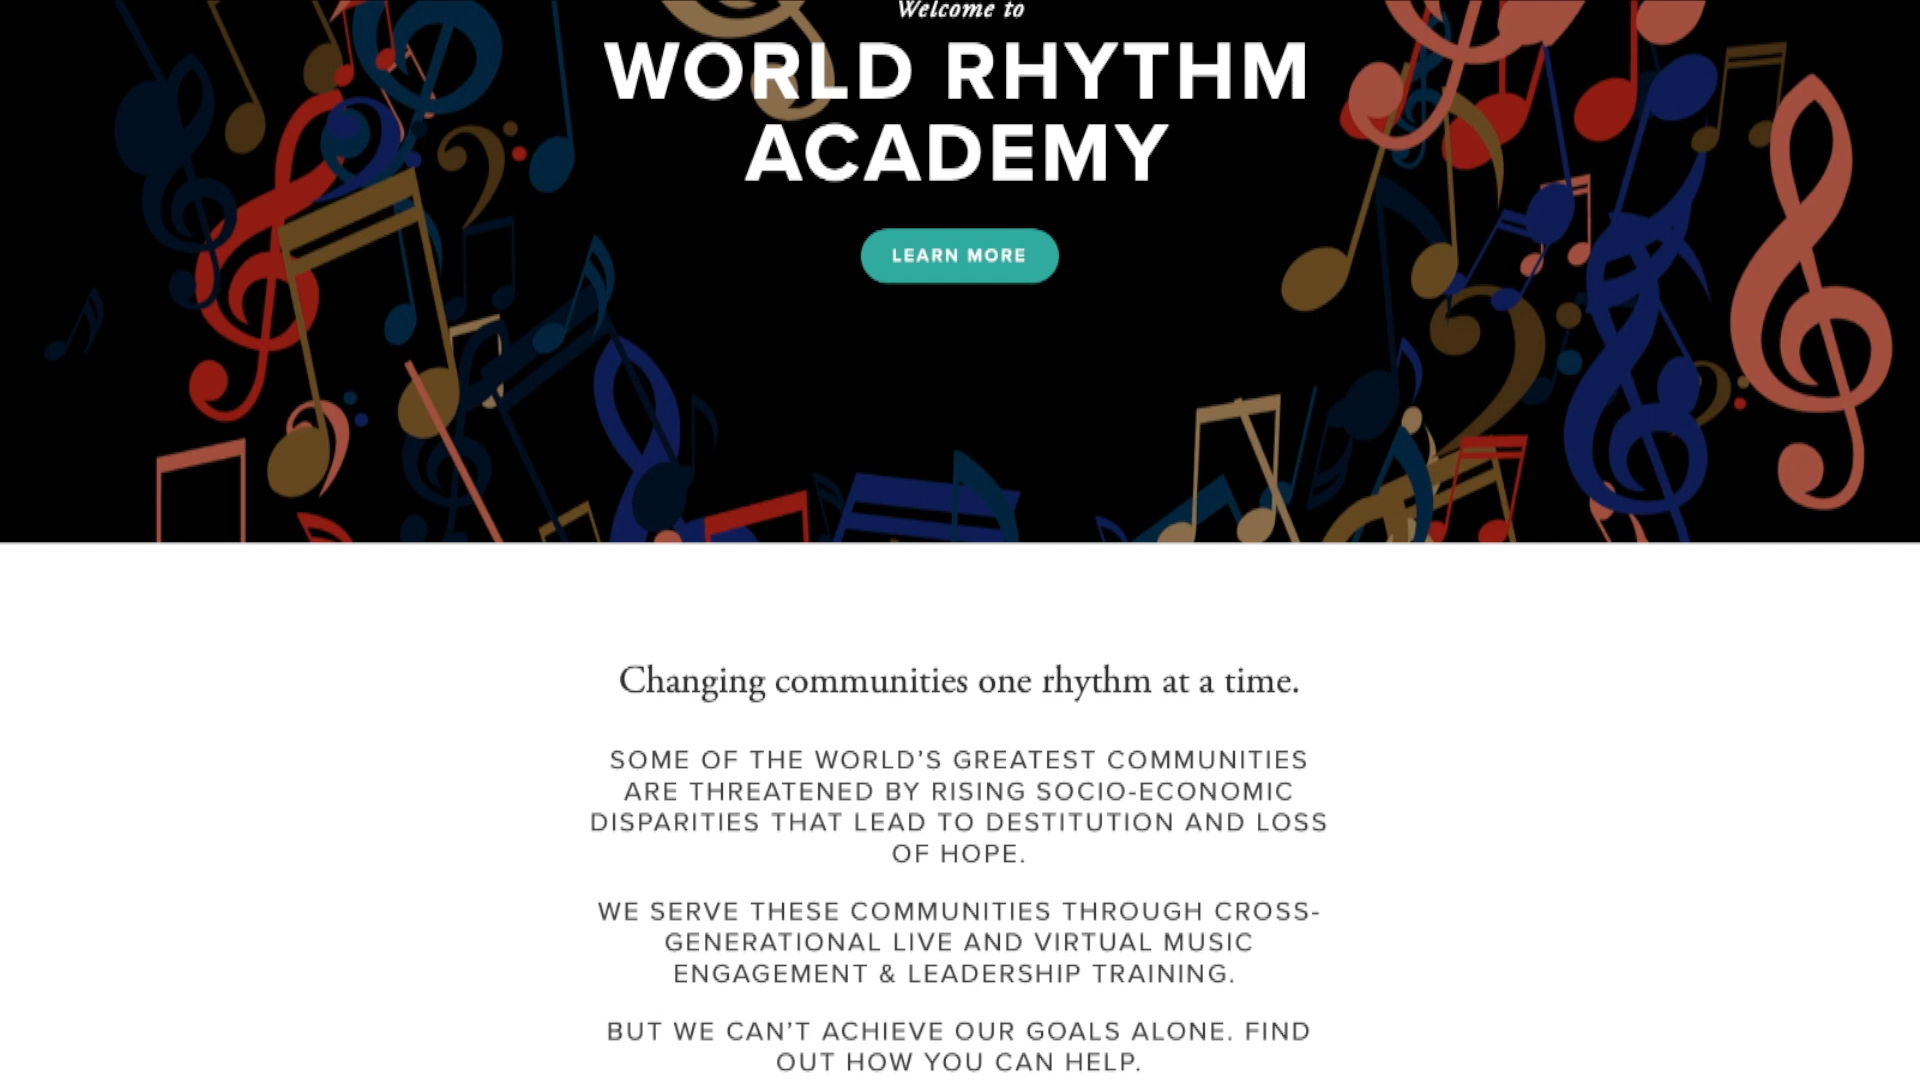 Welcome to
WORLD RHYTHM
ACADEMY
LEARN MORE
Changing communities one rhythm at a time.
SOME OF THE WORLD’S GREATEST COMMUNITIES
ARE THREATENED BY RISING SOCIO-ECONOMIC
DISPARITIES THAT LEAD TO DESTITUTION AND LOSS
OF HOPE.
WE SERVE THESE COMMUNITIES THROUGH CROSS-
GENERATIONAL LIVE AND VIRTUAL MUSIC
ENGAGEMENT & LEADERSHIP TRAINING.
BUT WE CAN’T ACHIEVE OUR GOALS ALONE. FIND
OUT HOW YOU CAN HELP.